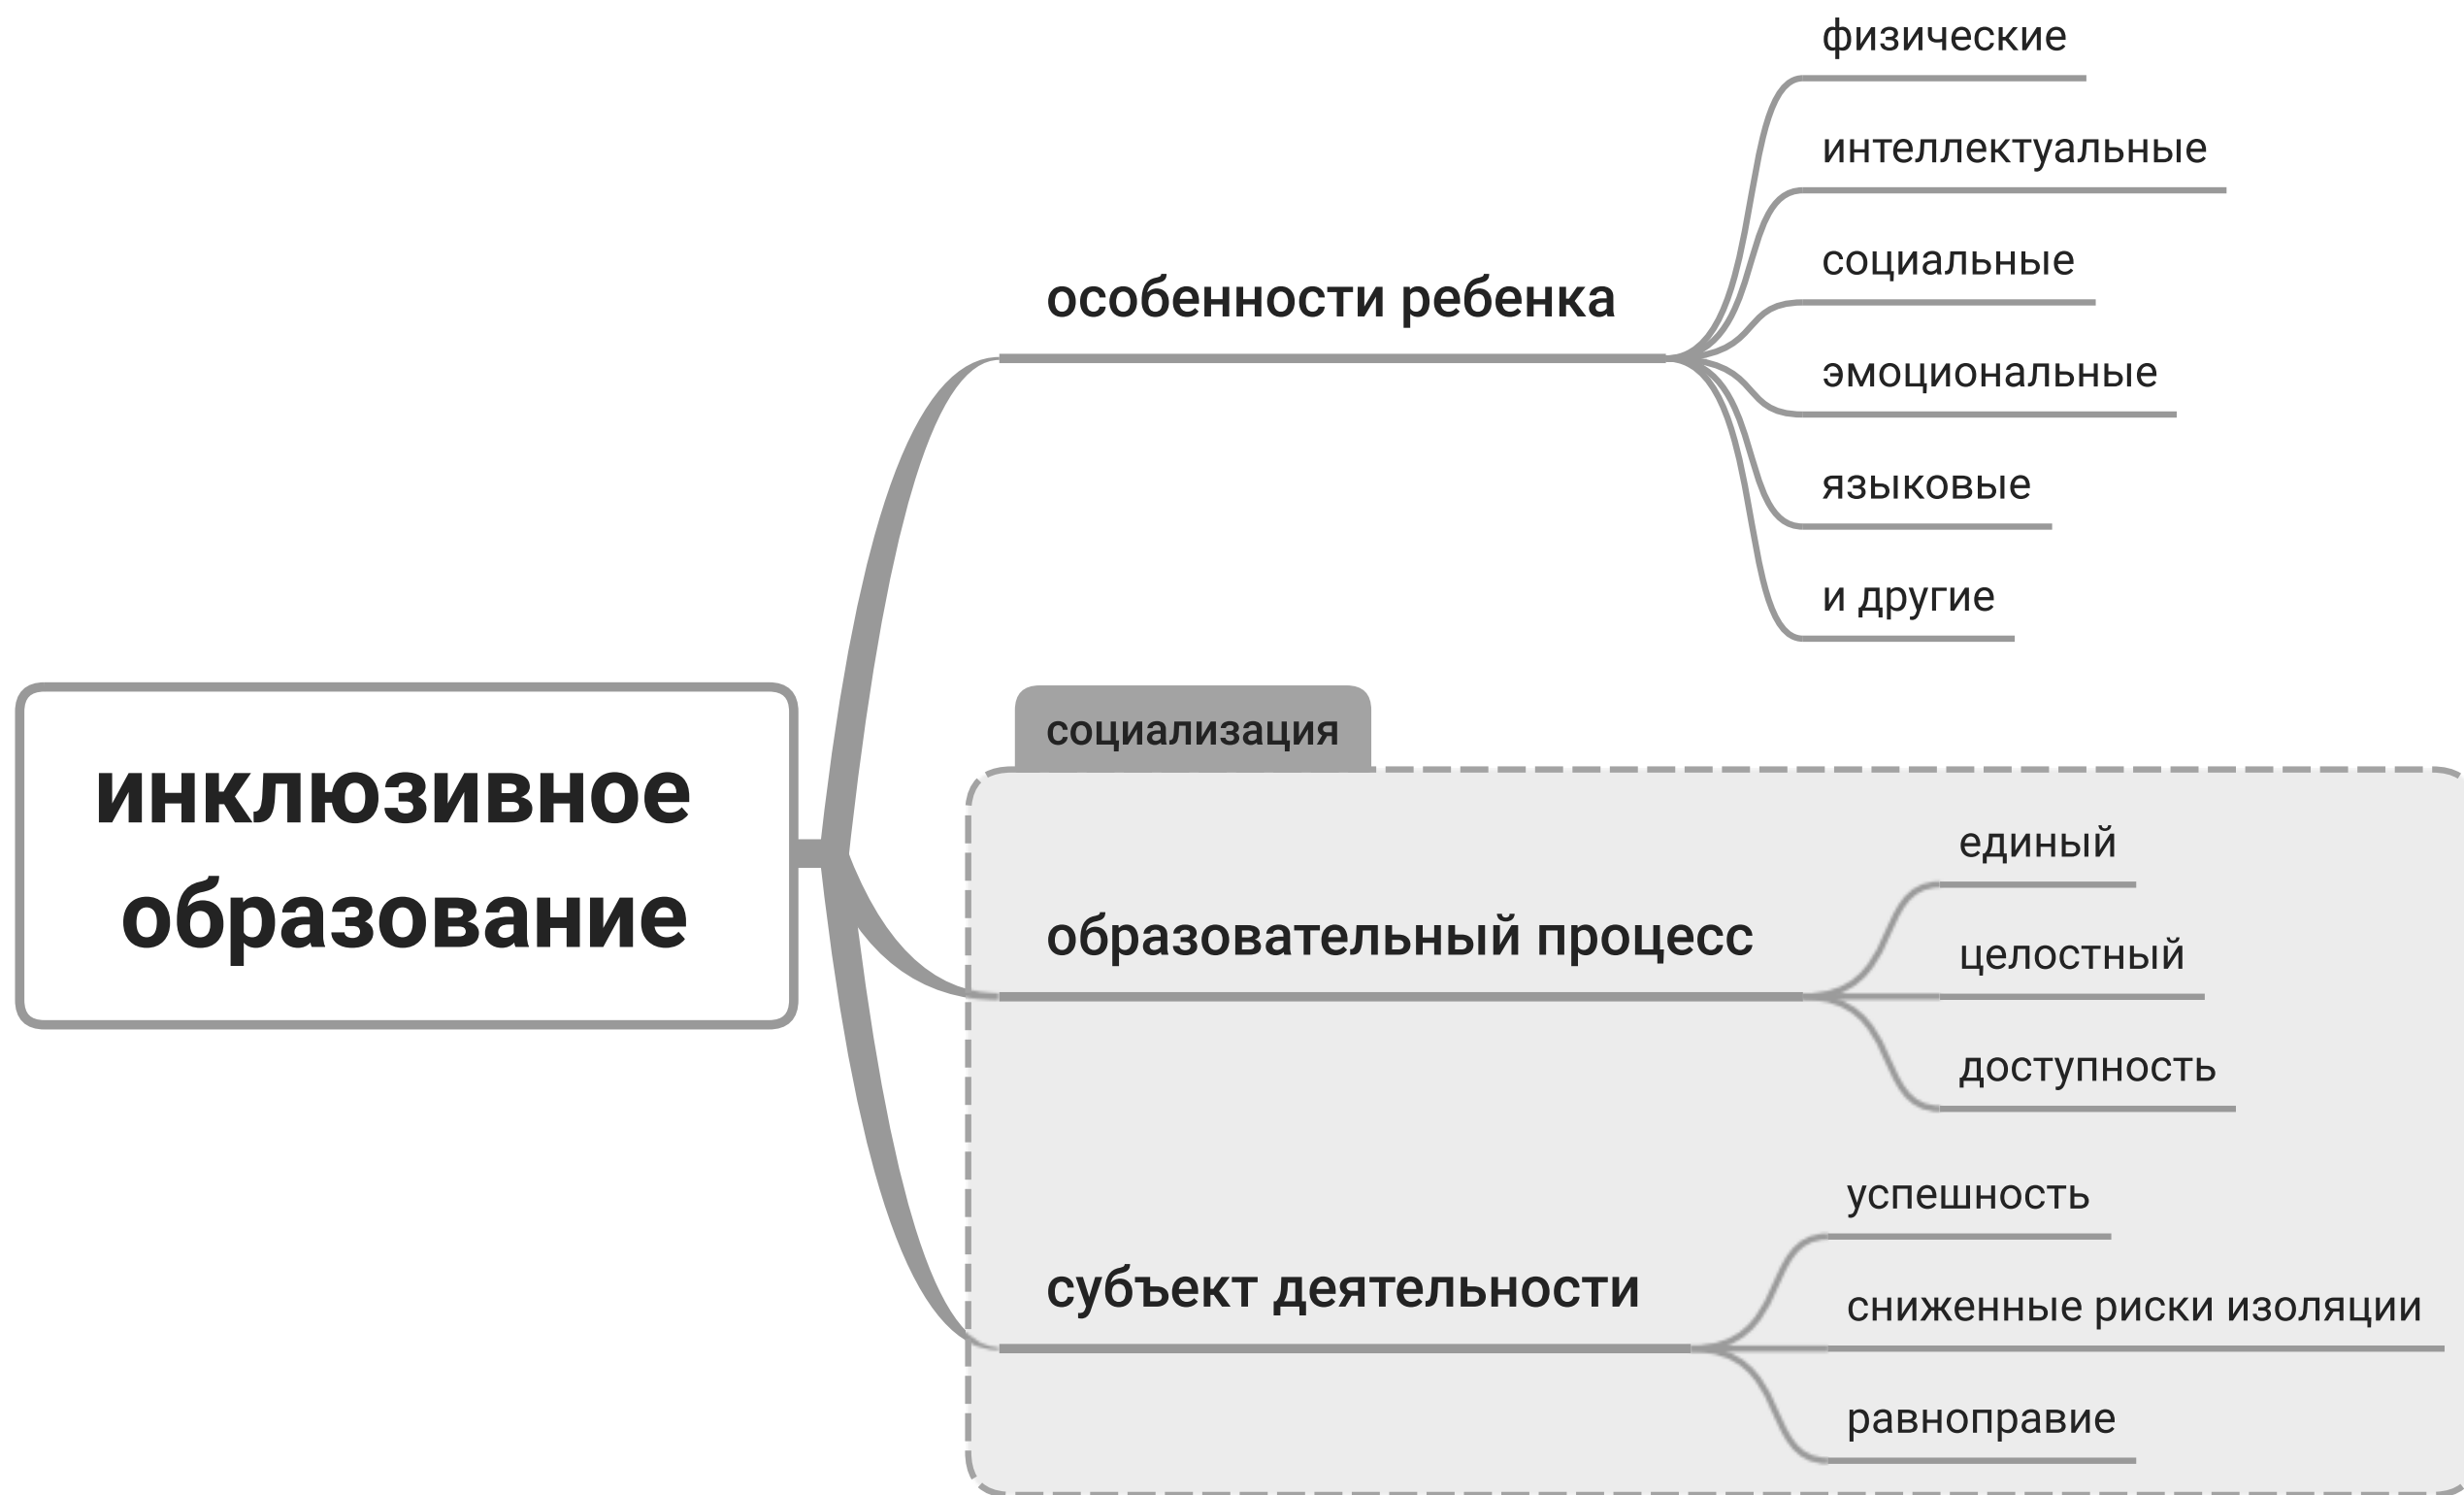 физические
интеллектуальные
социальные
особенности ребенка
эмоциональные
языковые
и другие
инклюзивное
образование
социализация
единый
образовательный процесс
целостный
доступность
успешность
субъект деятельности
сниженные риски изоляции
равноправие